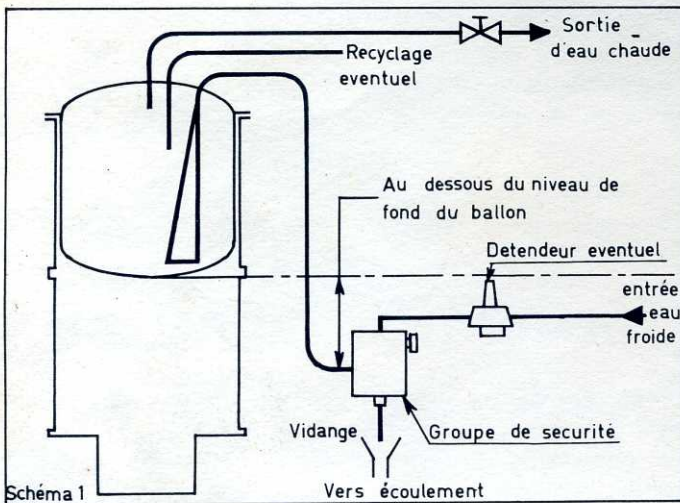 Sortie
d'eau chaude
Recyclage
eventuel
Au dessous du niveau de
fond du ballon
Detendeur eventuel
entrée
eau
froide
Groupe de securité
Vidange
Vers écoulement
Schéma 1